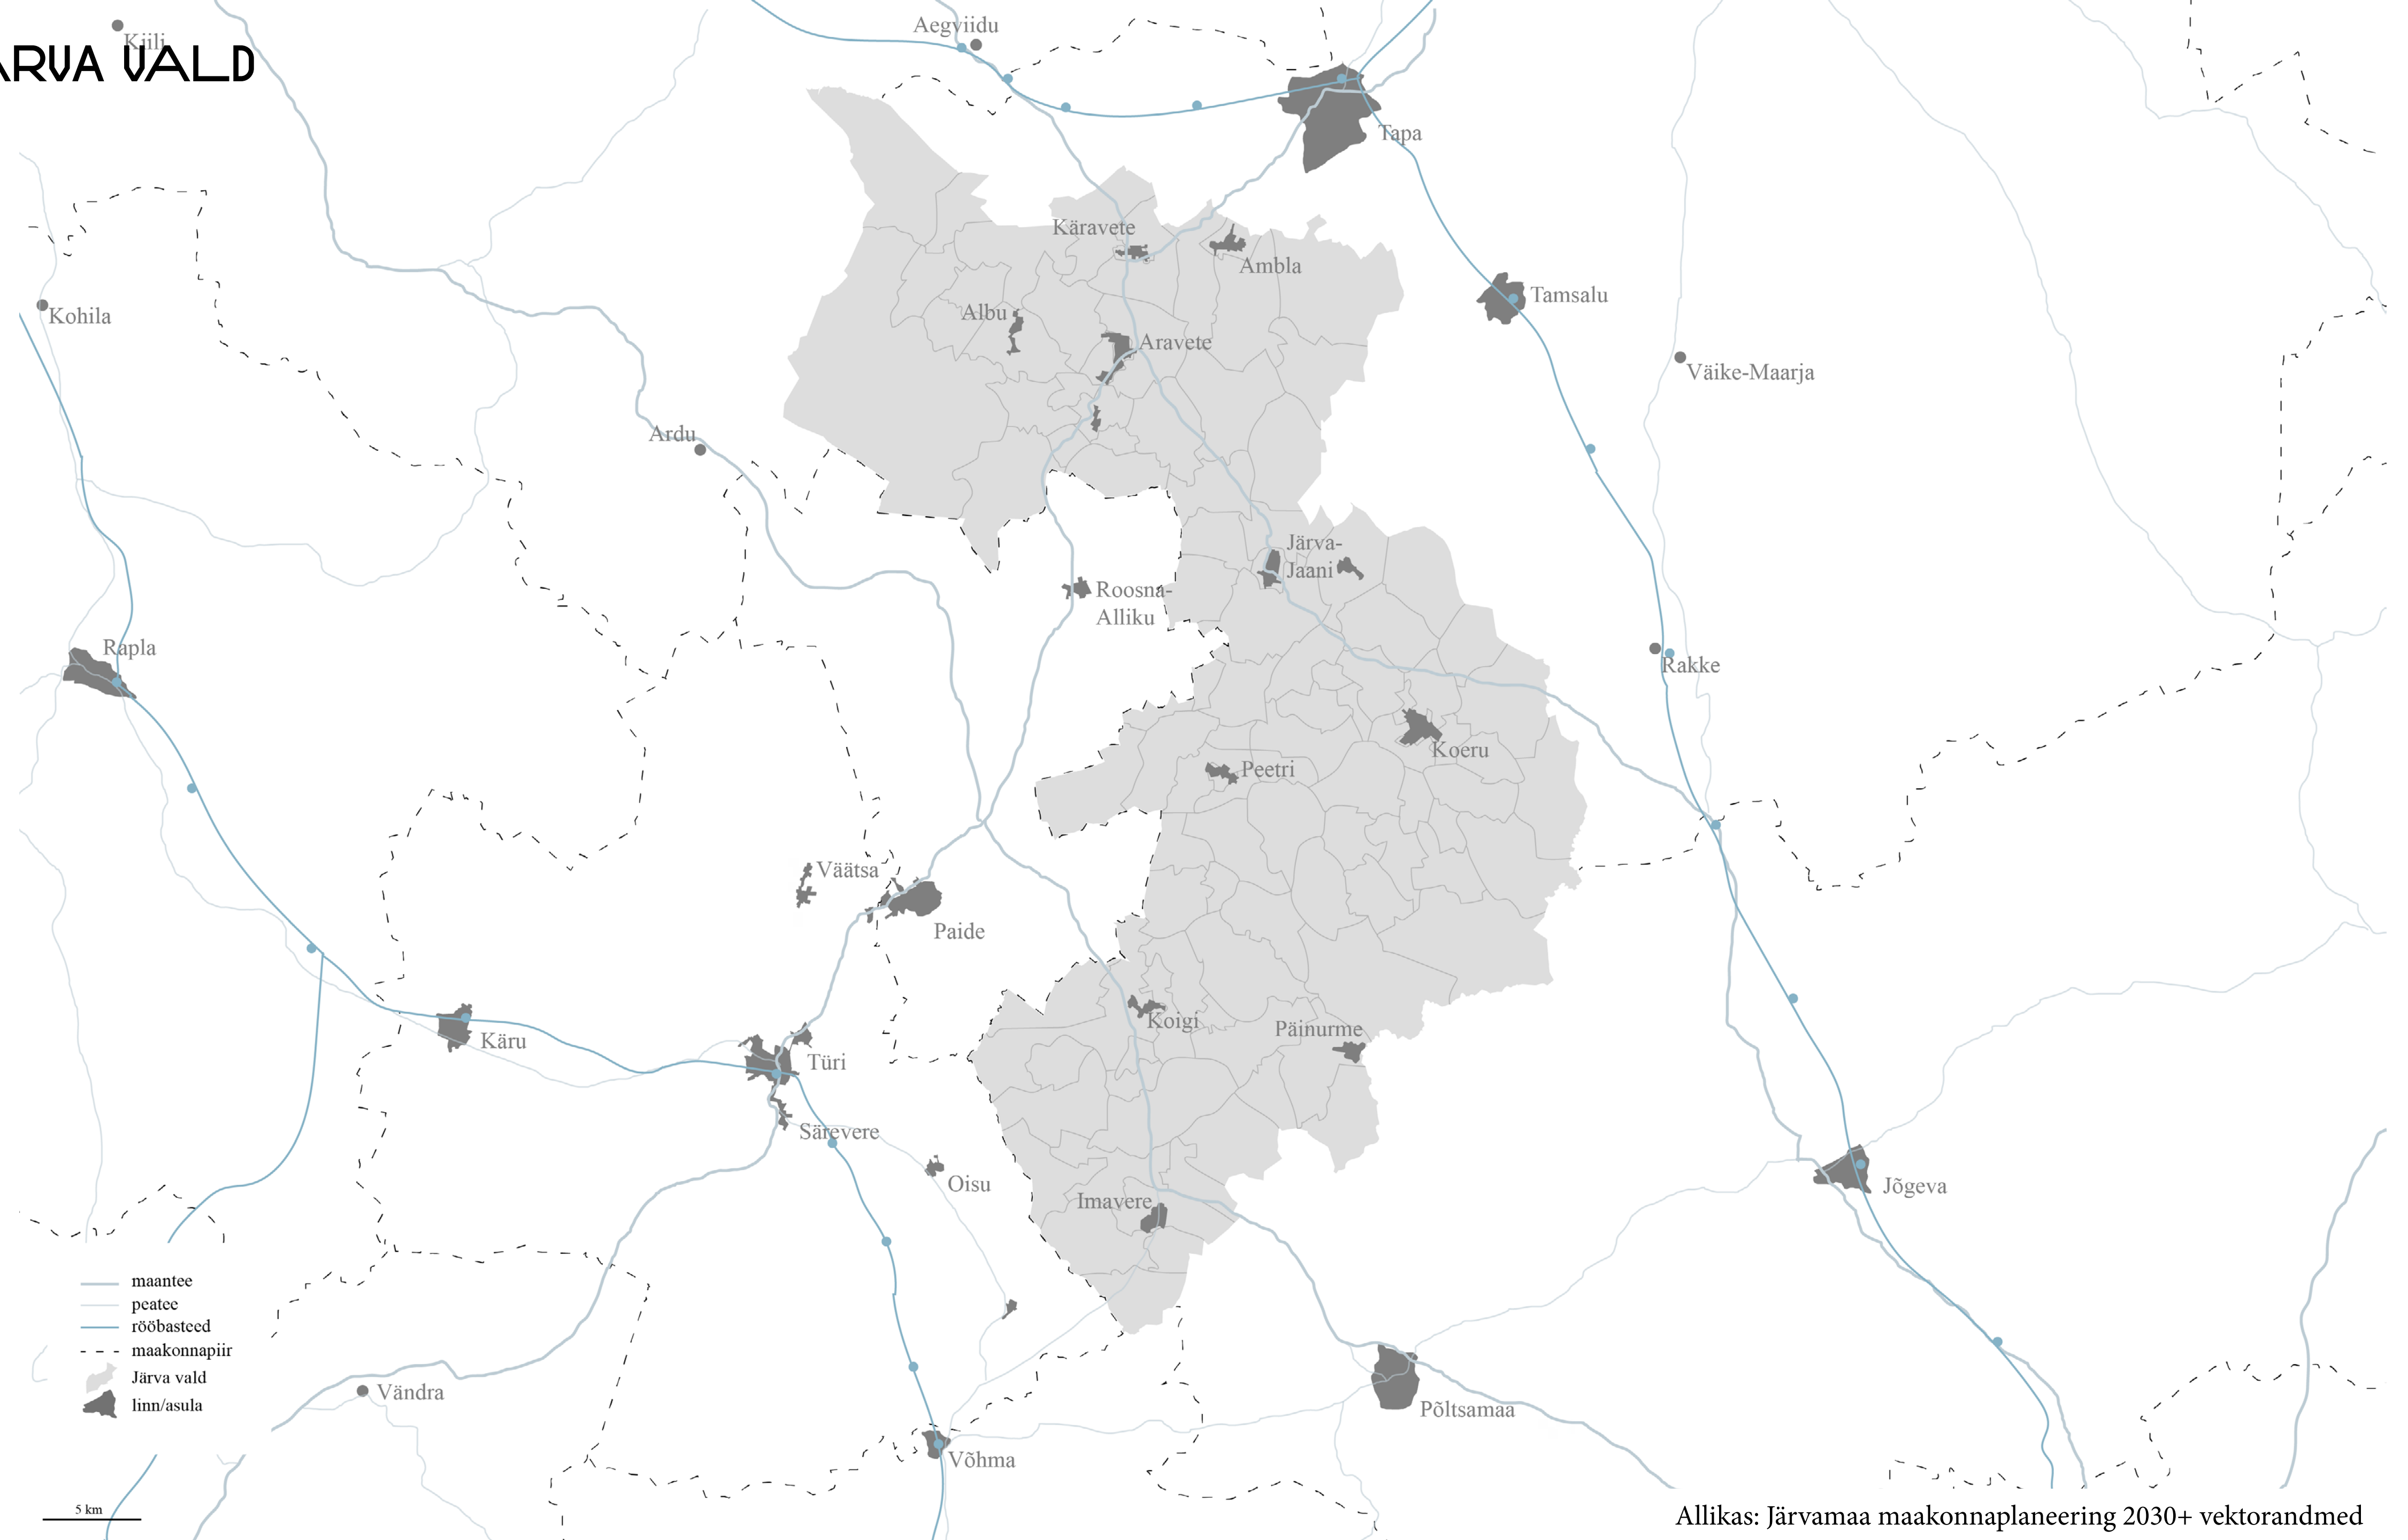 Kiili
ARVA VALD
Aegviidu
Tapa
Käravete
Ambla
Kohila
Albu
Aravete
Tamsalu
Väike-Maarja
Ardu
Järva-
Jaani
Roosna-
Alliku
Rapla
Rakke
Koeru
Peetri
Väätsa
Paide
Koigi
Päinurme
Käru
Türi
Särevere
Oisu
Imavere
Jõgeva
maantee
peatee
rööbasteed
maakonnapiir
Järva vald
linn/asula
Vändra
Põltsamaa
Võhma
5 km
Allikas: Järvamaa maakonnaplaneering 2030+ vektorandmed